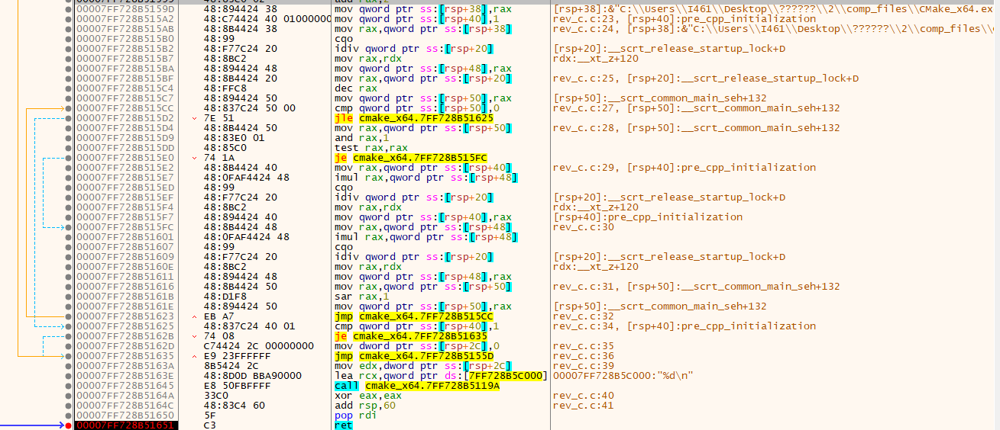 00007FF728B5159D 48:894424 38 mov qword ptr ss:[rsp+38],rax [rsp+38]:&"C:\\Users\\I461\\Desktop\\??????\\2\\comp_files\\CMake_x64.ex
00007FF728B515A2 48:C74424 40 01000000 mov qword ptr ss:[rsp+40],1 rev_c.c:23, [rsp+40]:pre_cpp_initialization
00007FF728B515AB 48:8B4424 38 mov rax,qword ptr ss:[rsp+38] rev_c.c:24, [rsp+38]:&"C:\\Users\\I461\\Desktop\\??????\\2\\comp_files\\
00007FF728B515B0 48:99 cqo
00007FF728B515B2 48:F77C24 20 idiv qword ptr ss:[rsp+20] [rsp+20]:__scrt_release_startup_lock+D
00007FF728B515B7 48:8BC2 mov rax,rdx rdx:__xt_z+120
00007FF728B515BA 48:894424 48 mov qword ptr ss:[rsp+48],rax
00007FF728B515BF 48:8B4424 20 mov rax,qword ptr ss:[rsp+20] rev_c.c:25, [rsp+20]:__scrt_release_startup_lock+D
00007FF728B515C4 48:FFC8 dec rax
00007FF728B515C7 48:894424 50 mov qword ptr ss:[rsp+50],rax [rsp+50]:__scrt_common_main_seh+132
00007FF728B515CC 48:837C24 50 00 cmp qword ptr ss:[rsp+50],0 rev_c.c:27, [rsp+50]:__scrt_common_main_seh+132
00007FF728B515D2 7E 51 jle cmake_x64.7FF728B51625
00007FF728B515D4 48:8B4424 50 mov rax,qword ptr ss:[rsp+50] rev_c.c:28, [rsp+50]:__scrt_common_main_seh+132
00007FF728B515D9 48:83E0 01 and rax,1
00007FF728B515DD 48:85C0 test rax,rax
00007FF728B515E0 74 1A je cmake_x64.7FF728B515FC
00007FF728B515E2 48:8B4424 40 mov rax,qword ptr ss:[rsp+40] rev_c.c:29, [rsp+40]:pre_cpp_initialization
00007FF728B515E7 48:0FAF4424 48 imul rax,qword ptr ss:[rsp+48]
00007FF728B515ED 48:99 cqo
00007FF728B515EF 48:F77C24 20 idiv qword ptr ss:[rsp+20] [rsp+20]:__scrt_release_startup_lock+D
00007FF728B515F4 48:8BC2 mov rax,rdx rdx:__xt_z+120
00007FF728B515F7 48:894424 40 mov qword ptr ss:[rsp+40],rax [rsp+40]:pre_cpp_initialization
00007FF728B515FC 48:8B4424 48 mov rax,qword ptr ss:[rsp+48] rev_c.c:30
00007FF728B51601 48:0FAF4424 48 imul rax,qword ptr ss:[rsp+48]
00007FF728B51607 48:99 cqo
00007FF728B51609 48:F77C24 20 idiv qword ptr ss:[rsp+20] [rsp+20]:__scrt_release_startup_lock+D
00007FF728B5160E 48:8BC2 mov rax,rdx rdx:__xt_z+120
00007FF728B51611 48:894424 48 mov qword ptr ss:[rsp+48],rax
00007FF728B51616 48:8B4424 50 mov rax,qword ptr ss:[rsp+50] rev_c.c:31, [rsp+50]:__scrt_common_main_seh+132
00007FF728B5161B 48:D1F8 sar rax,1
00007FF728B5161E 48:894424 50 mov qword ptr ss:[rsp+50],rax [rsp+50]:__scrt_common_main_seh+132
00007FF728B51623 EB A7 jmp cmake_x64.7FF728B515CC rev_c.c:32
00007FF728B51625 48:837C24 40 01 cmp qword ptr ss:[rsp+40],1 rev_c.c:34, [rsp+40]:pre_cpp_initialization
00007FF728B5162B 74 08 je cmake_x64.7FF728B51635
00007FF728B5162D C74424 2C 00000000 mov dword ptr ss:[rsp+2C],0 rev_c.c:35
00007FF728B51635 E9 23FFFFFF jmp cmake_x64.7FF728B5155D rev_c.c:36
00007FF728B5163A 8B5424 2C mov edx,dword ptr ss:[rsp+2C] rev_c.c:39
00007FF728B5163E 48:8D0D BBA90000 lea rcx,qword ptr ds:[7FF728B5C000] 00007FF728B5C000:"%d\n"
00007FF728B51645 E8 50FBFFFF call cmake_x64.7FF728B5119A
00007FF728B5164A 33C0 xor eax,eax rev_c.c:40
00007FF728B5164C 48:83C4 60 add rsp,60 rev_c.c:41
00007FF728B51650 5F pop rdi
00007FF728B51651 C3 ret